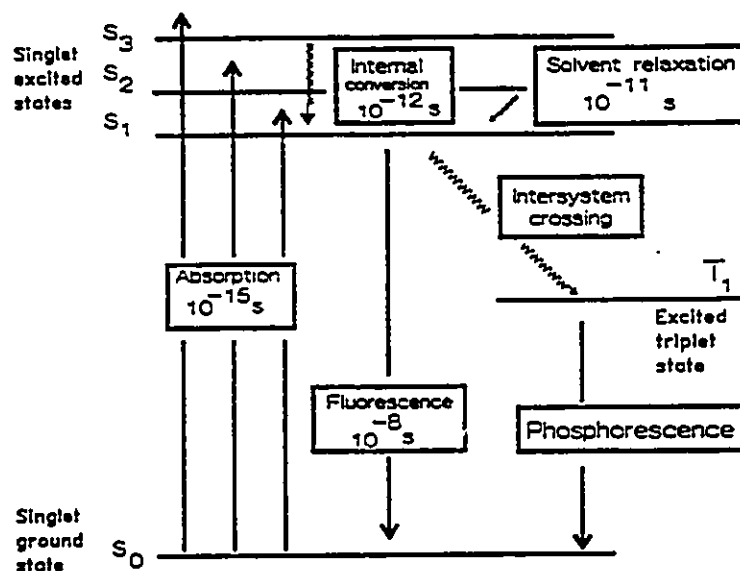 S3
Singlet
excited
states
S2
S1
Internal
conversion
10^-12 s
Solvent relaxation
10^-11 s
Intersystem
crossing
T1
Absorption
10^-15 s
Excited
triplet
state
Fluorescence
10^-8 s
Phosphorescence
Singlet
ground
state
S0